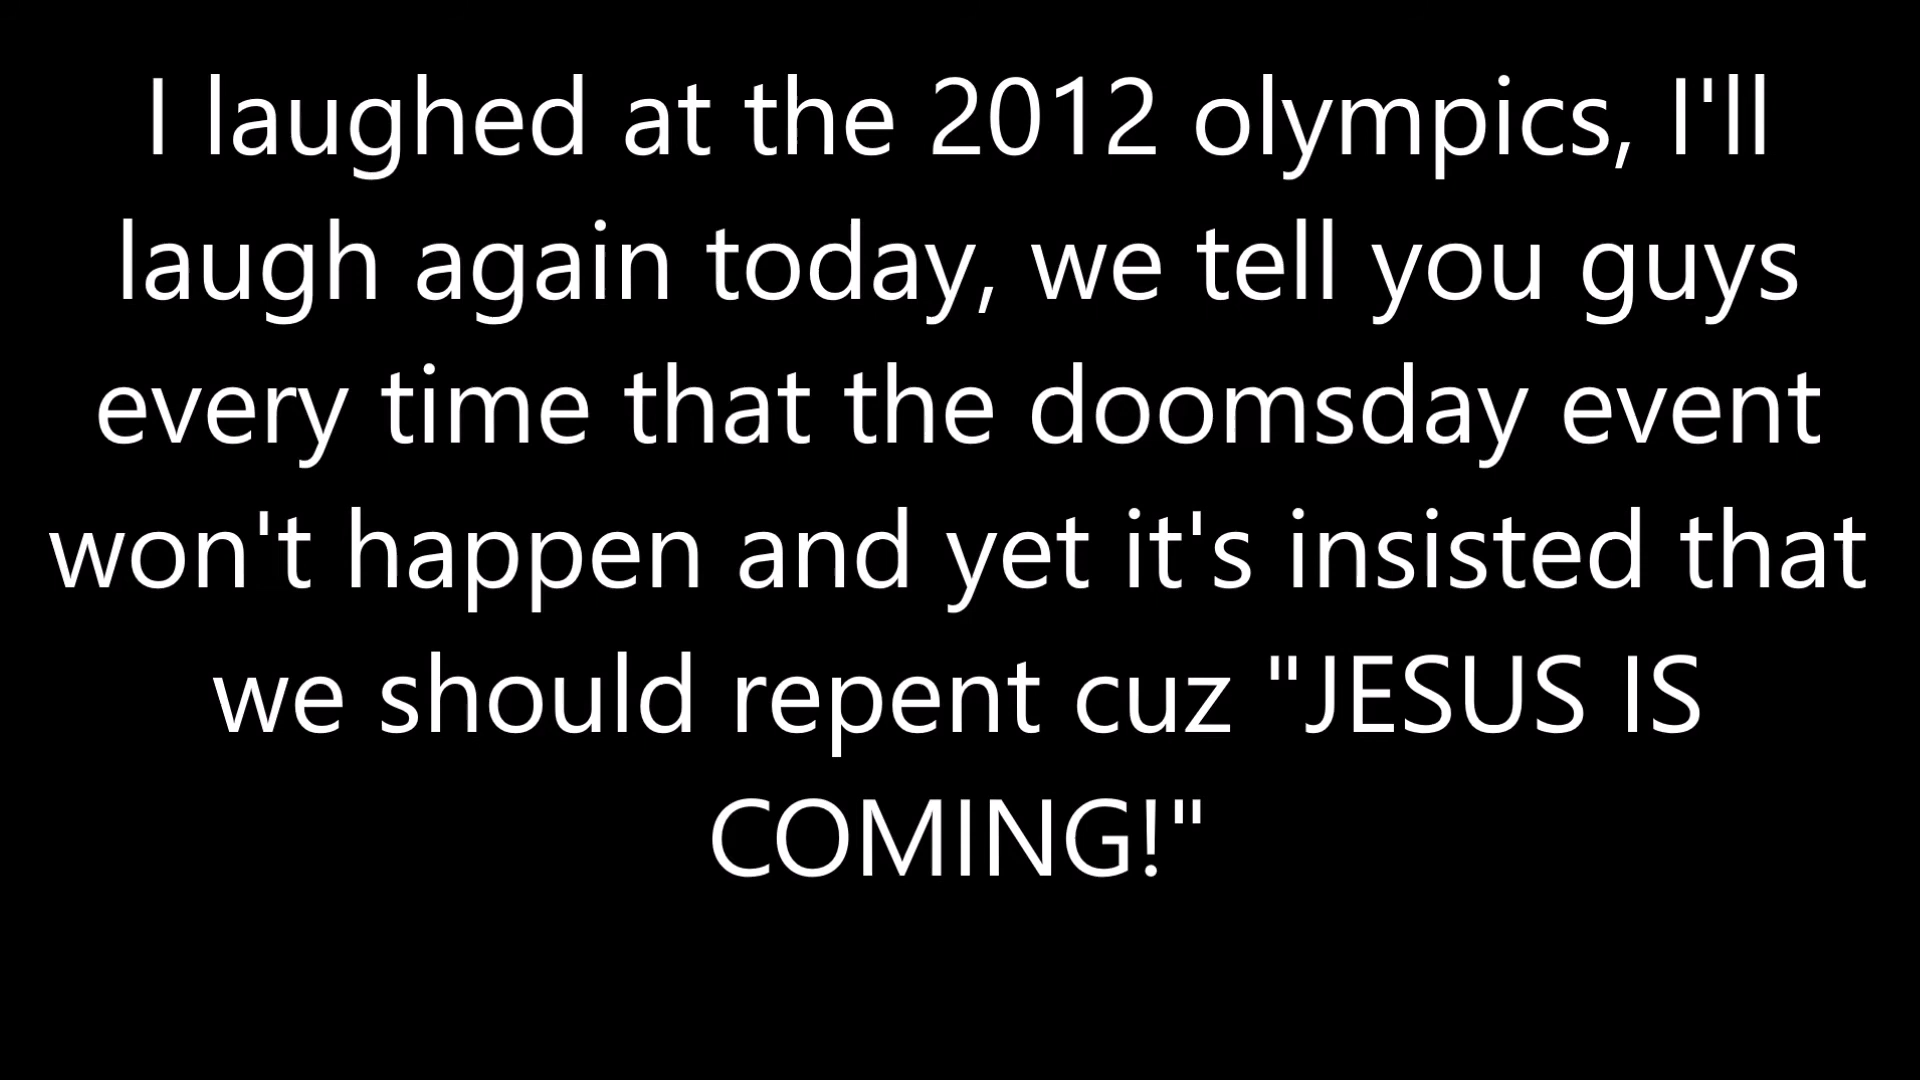 I laughed at the 2012 olympics, I'll
laugh again today, we tell you guys
every time that the doomsday event
won't happen and yet it's insisted that
we should repent cuz "JESUS IS
COMING!"